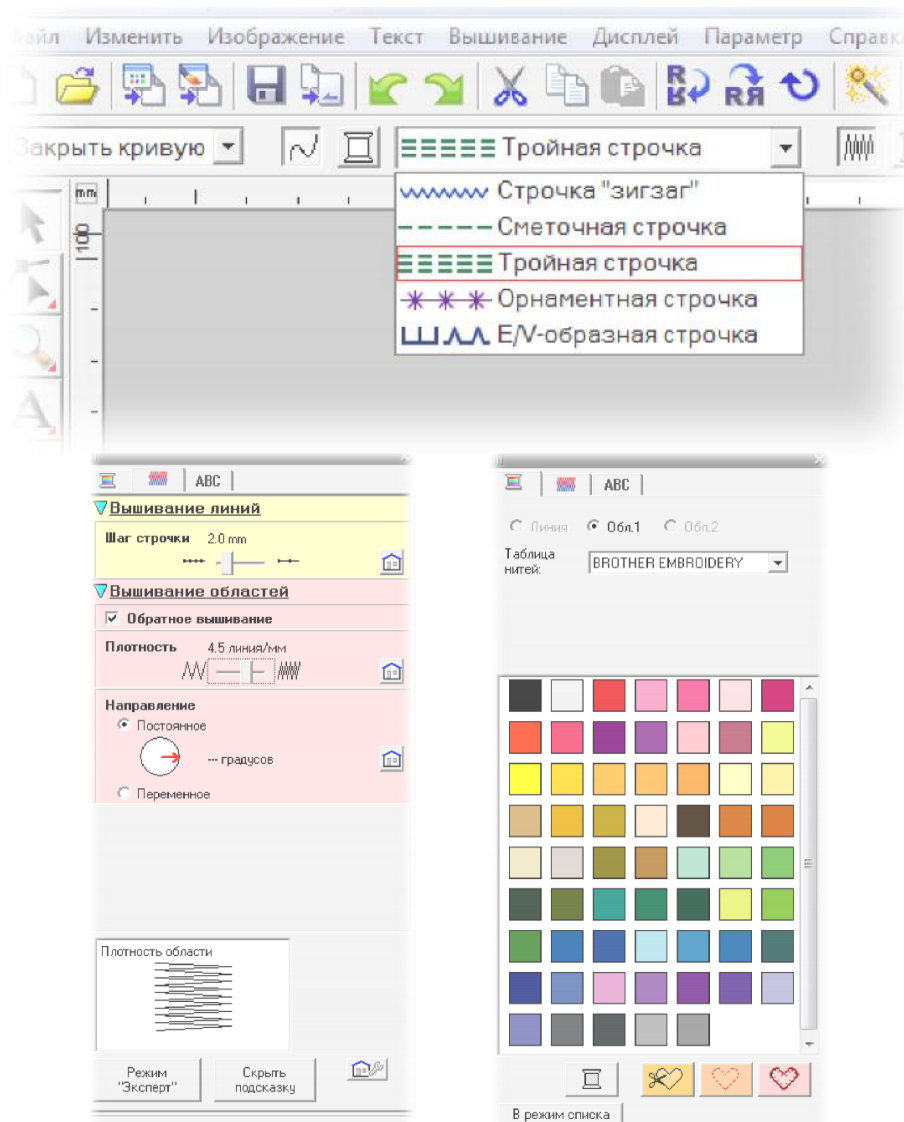 айл Изменить Изображение Текст Вышивание Дисплей Параметр Справк
Закрыть кривую Тройная строчка
mm
Строчка "зигзаг"
100
Сметочная строчка
Тройная строчка
Орнаментная строчка
E/V-образная строчка
ABC
Вышивание линий
Шаг строчки 2.0 mm
Вышивание областей
Обратное вышивание
Плотность 4.5 линия/мм
Направление
Постоянное
--- градусов
Переменное
Плотность области
Режим "Эксперт"
Скрыть подсказку
ABC
Линия Обл.1 Обл.2
Таблица нитей: BROTHER EMBROIDERY
В режим списка